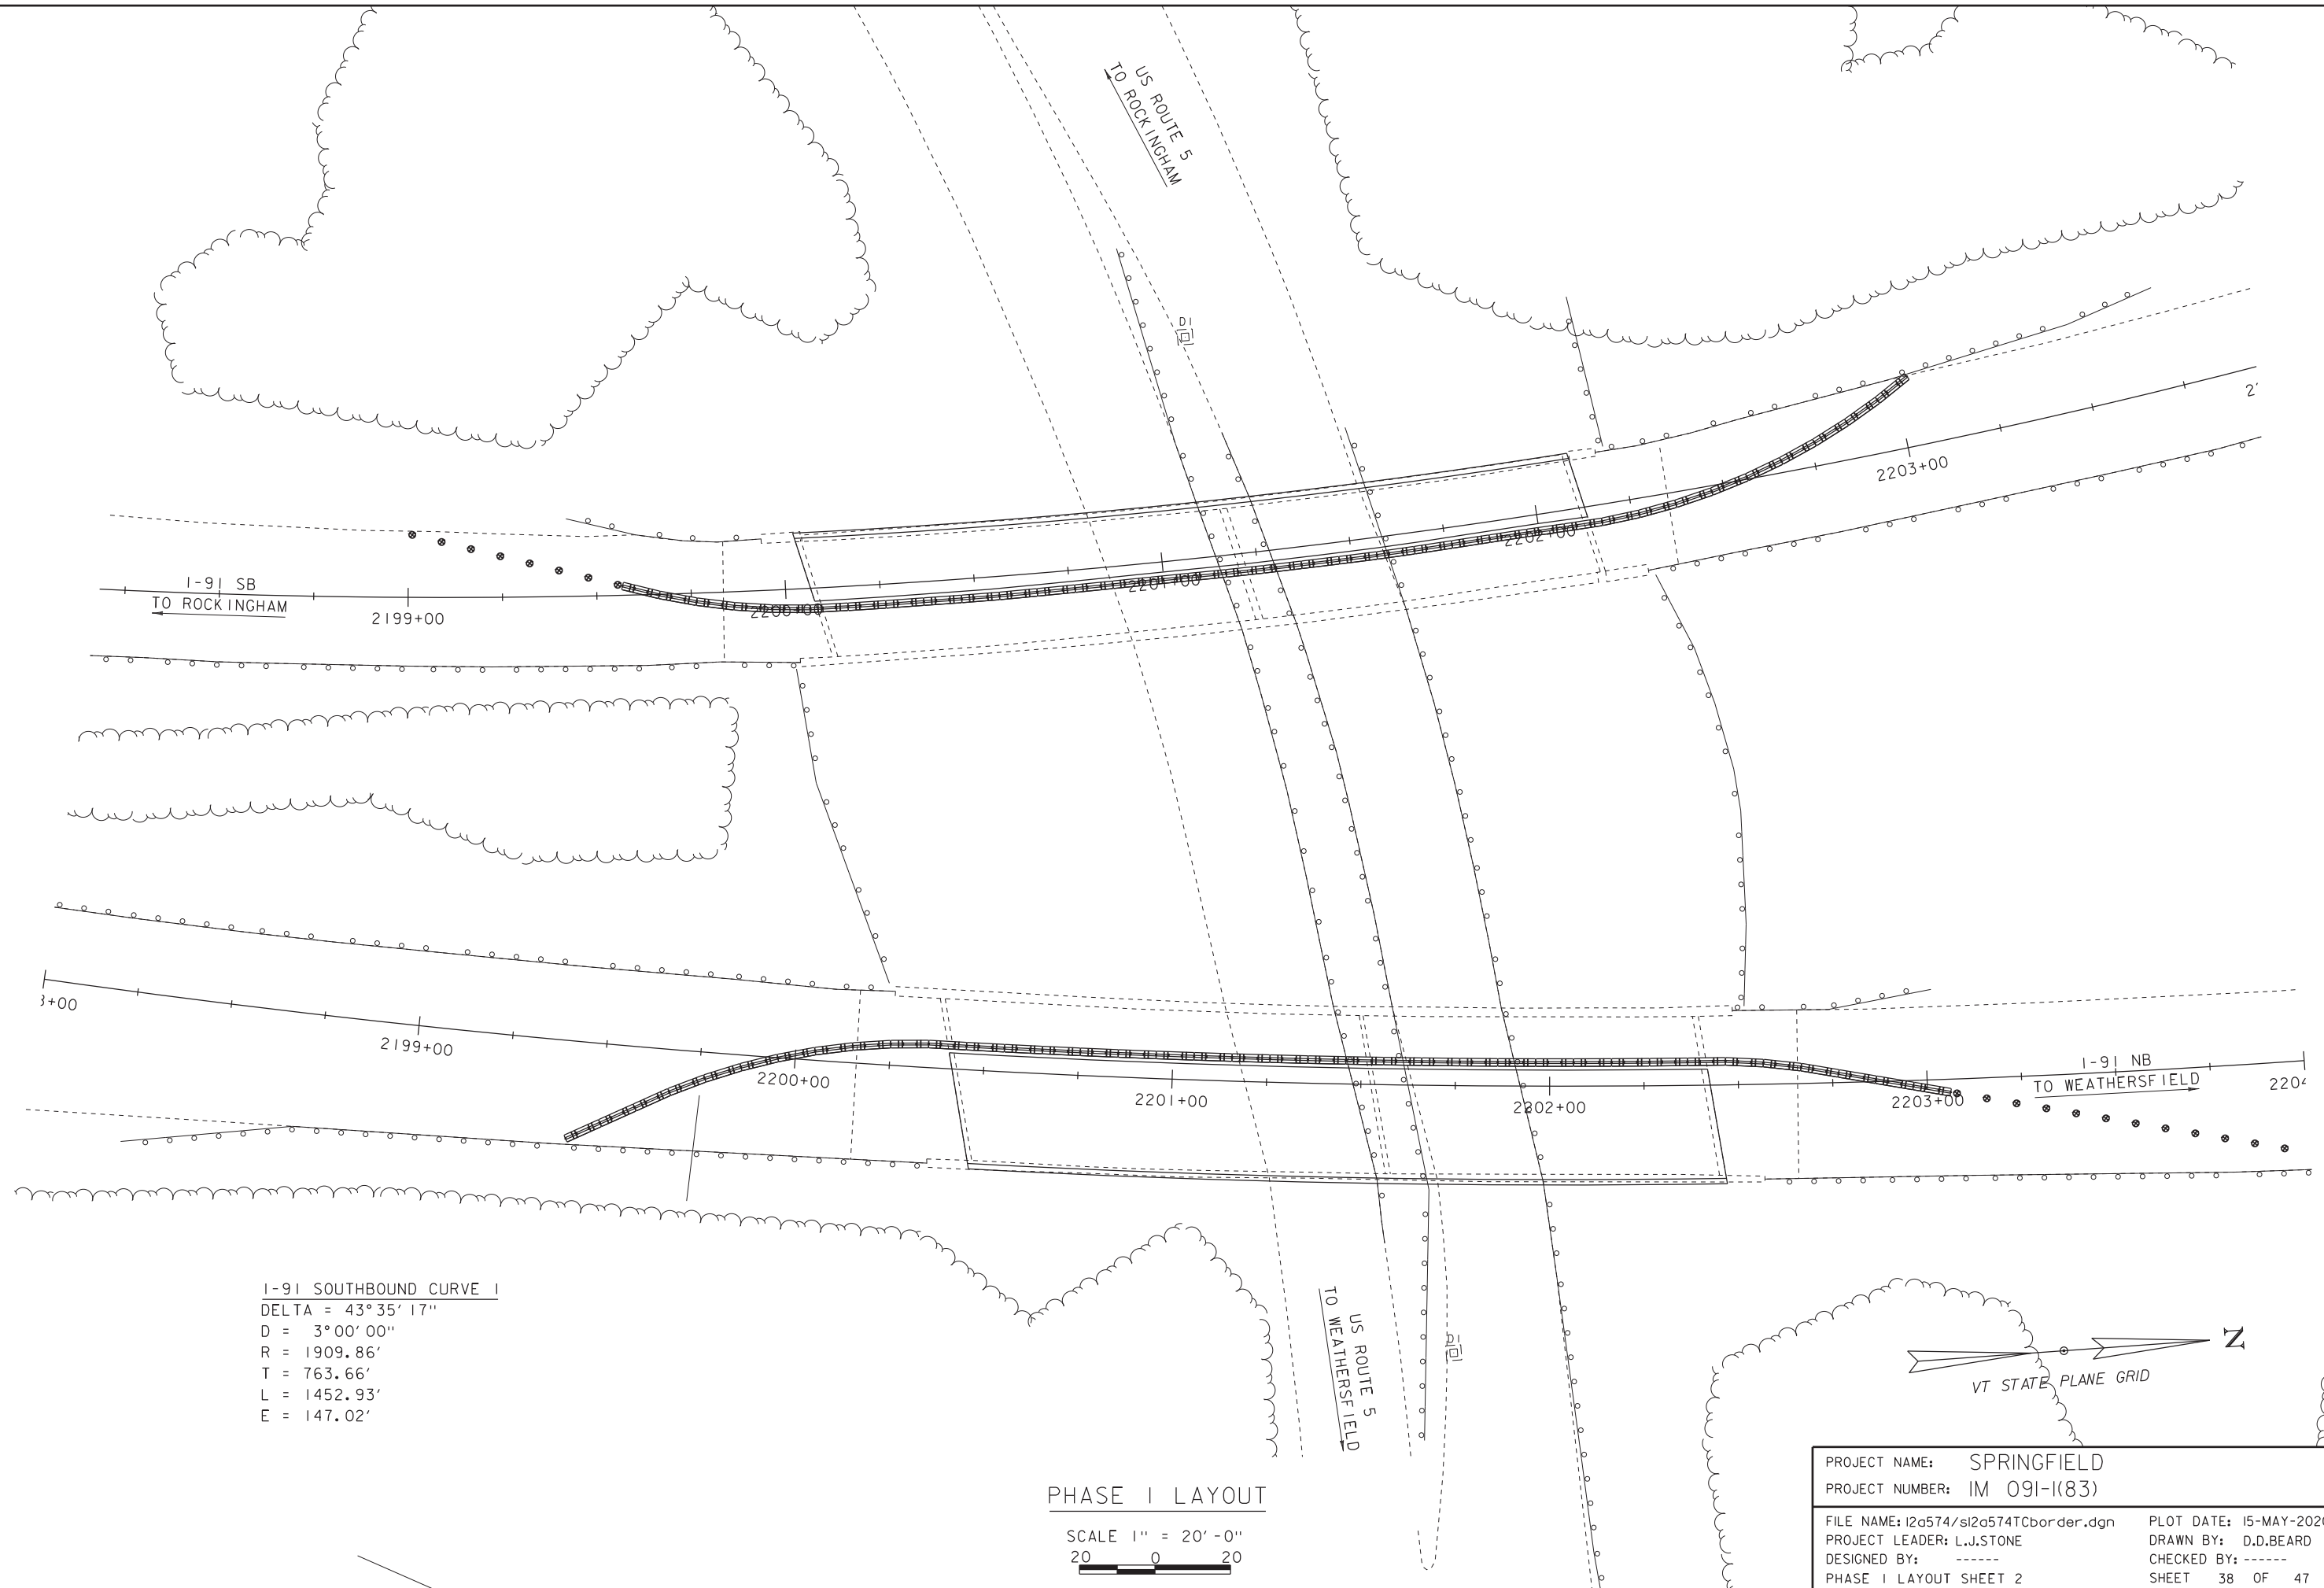 US ROUTE 5
TO ROCKINGHAM
DI
I-91 SB
TO ROCKINGHAM
2199+00
2200+00
2201+00
2202+00
2203+00
3+00
2199+00
2200+00
2201+00
2202+00
2203+00
2204
I-91 NB
TO WEATHERSFIELD
I-91 SOUTHBOUND CURVE 1
DELTA = 43°35'17"
D = 3°00'00"
R = 1909.86'
T = 763.66'
L = 1452.93'
E = 147.02'
US ROUTE 5
TO WEATHERSFIELD
DI
Z
VT STATE PLANE GRID
PHASE 1 LAYOUT
SCALE 1" = 20'-0"
20 0 20
PROJECT NAME: SPRINGFIELD
PROJECT NUMBER: IM 091-1(83)
FILE NAME: 12a574/s12a574TCborder.dgn PLOT DATE: 15-MAY-2020
PROJECT LEADER: L.J.STONE DRAWN BY: D.D.BEARD
DESIGNED BY: ------ CHECKED BY: ------
PHASE 1 LAYOUT SHEET 2 SHEET 38 OF 47